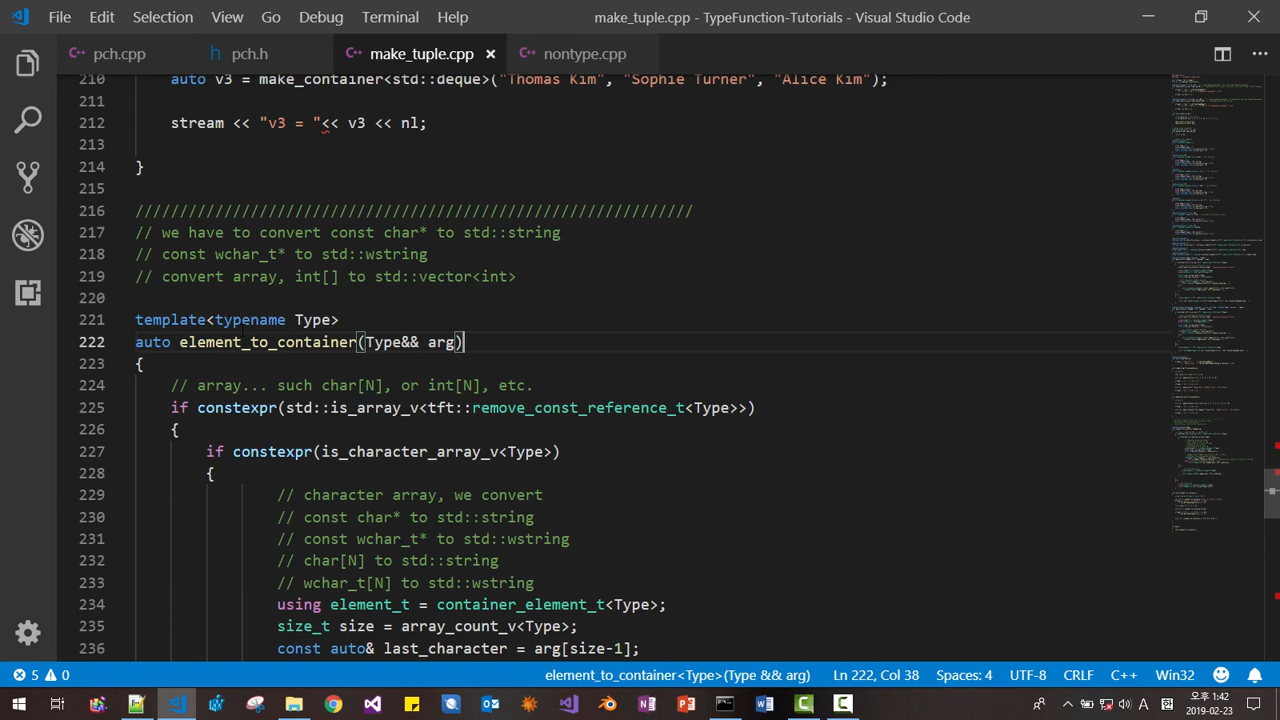 File Edit Selection View Go Debug Terminal Help make_tuple.cpp - TypeFunction-Tutorials - Visual Studio Code
pch.cpp pch.h make_tuple.cpp nontype.cpp
210 auto v3 = make_container<std::deque>("Thomas Kim", "Sophie Turner", "Alice Kim");
211
212 stream << "v3 = "<< v3 << nl;
213
214 }
215
216 ///////////////////////////////////////////////////////////////
217 // we have to convert const char to std::string
218 // const wchar_t* to std::wstring
219 // convert array, int[] to std::vector<int>
220
221 template<typename Type>
222 auto element_to_container(Type&& arg)
223 {
224 // array... such char[N], or int[N], etc.
225 if constexpr(std::is_array_v<tft::remove_const_reference_t<Type>>)
226 {
227 if constexpr(is_character_array_v<Type>)
228 {
229 // character array, we convert
230 // const char* to std::string
231 // const wchar_t* to std::wstring
232 // char[N] to std::string
233 // wchar_t[N] to std::wstring
234 using element_t = container_element_t<Type>;
235 size_t size = array_count_v<Type>;
236 const auto& last_character = arg[size-1];
5 0 element_to_container<Type>(Type && arg) Ln 222, Col 38 Spaces: 4 UTF-8 CRLF C++ Win32
오후 1:42
2019-02-23